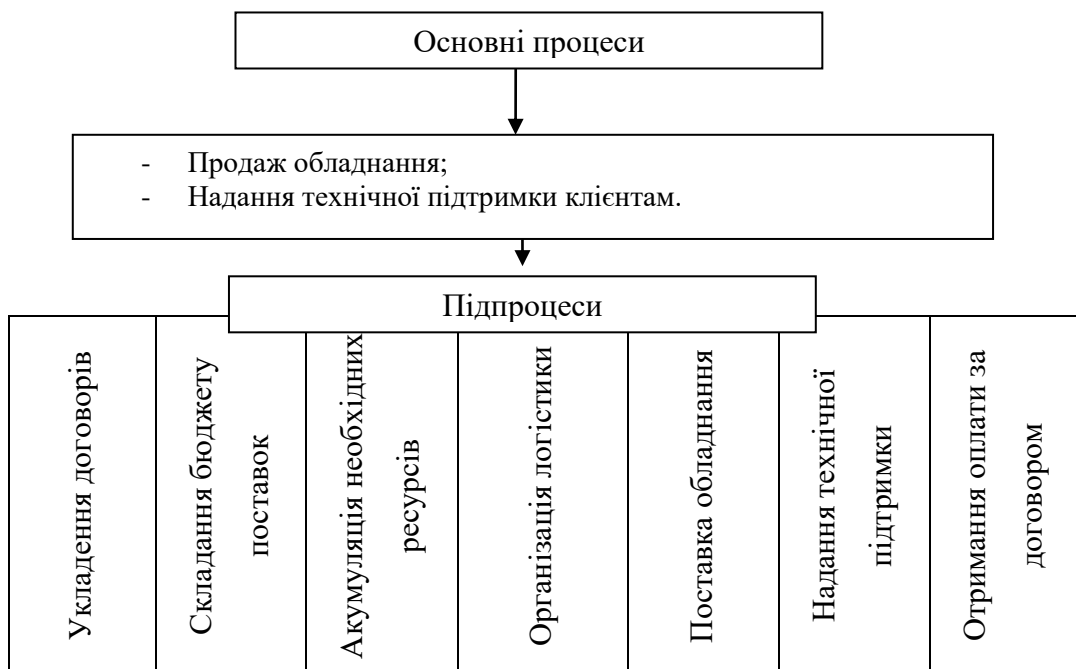 Основні процеси
- Продаж обладнання;
- Надання технічної підтримки клієнтам.
Підпроцеси
Укладення договорів
Складання бюджету
поставок
Акумуляція необхідних
ресурсів
Організація логістики
Поставка обладнання
Надання технічної
підтримки
Отримання оплати за
договором